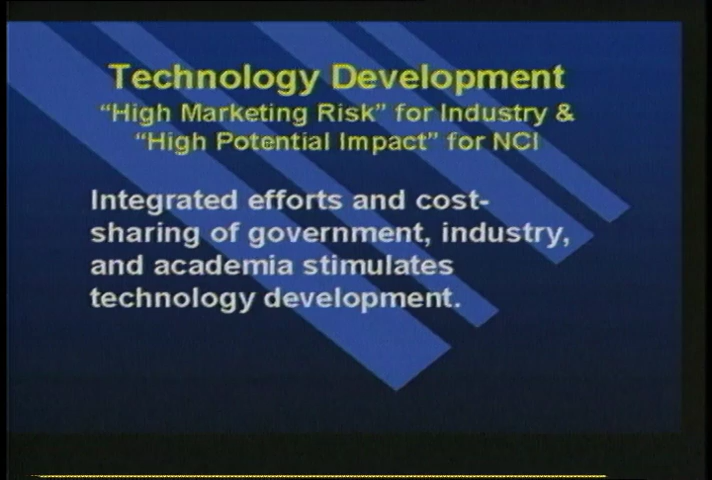 Technology Development
“High Marketing Risk” for Industry &
“High Potential Impact” for NCI
Integrated efforts and cost-
sharing of government, industry,
and academia stimulates
technology development.